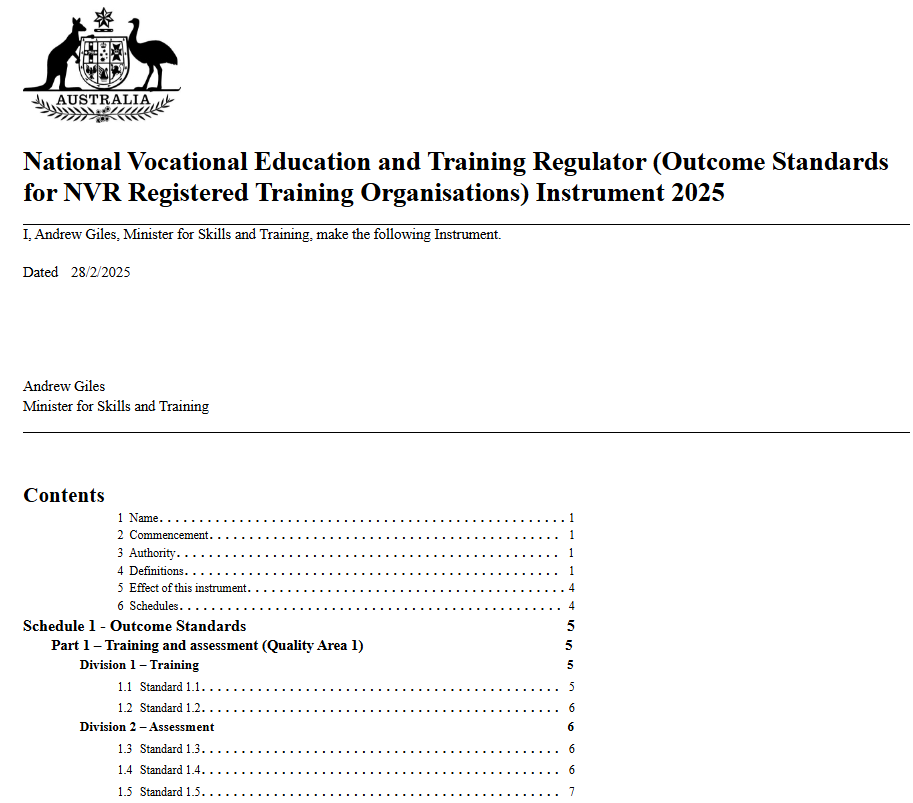 AUSTRALIA
National Vocational Education and Training Regulator (Outcome Standards
for NVR Registered Training Organisations) Instrument 2025
I, Andrew Giles, Minister for Skills and Training, make the following Instrument.
Dated 28/2/2025
Andrew Giles
Minister for Skills and Training
Contents
1 Name. . . . . . . . . . . . . . . . . . . . . . . . . . . . . . . . . . . . . . . . . . . . . . . . . . . 1
2 Commencement. . . . . . . . . . . . . . . . . . . . . . . . . . . . . . . . . . . . . . . . . . . . 1
3 Authority. . . . . . . . . . . . . . . . . . . . . . . . . . . . . . . . . . . . . . . . . . . . . . . . 1
4 Definitions. . . . . . . . . . . . . . . . . . . . . . . . . . . . . . . . . . . . . . . . . . . . . . . 1
5 Effect of this instrument. . . . . . . . . . . . . . . . . . . . . . . . . . . . . . . . . . . . . . . . 4
6 Schedules. . . . . . . . . . . . . . . . . . . . . . . . . . . . . . . . . . . . . . . . . . . . . . . . 4
Schedule 1 - Outcome Standards 5
Part 1 – Training and assessment (Quality Area 1) 5
Division 1 – Training 5
1.1 Standard 1.1. . . . . . . . . . . . . . . . . . . . . . . . . . . . . . . . . . . . . . . . . . . . . 5
1.2 Standard 1.2. . . . . . . . . . . . . . . . . . . . . . . . . . . . . . . . . . . . . . . . . . . . . 6
Division 2 – Assessment 6
1.3 Standard 1.3. . . . . . . . . . . . . . . . . . . . . . . . . . . . . . . . . . . . . . . . . . . . . 6
1.4 Standard 1.4. . . . . . . . . . . . . . . . . . . . . . . . . . . . . . . . . . . . . . . . . . . . . 6
1.5 Standard 1.5. . . . . . . . . . . . . . . . . . . . . . . . . . . . . . . . . . . . . . . . . . . . . 7